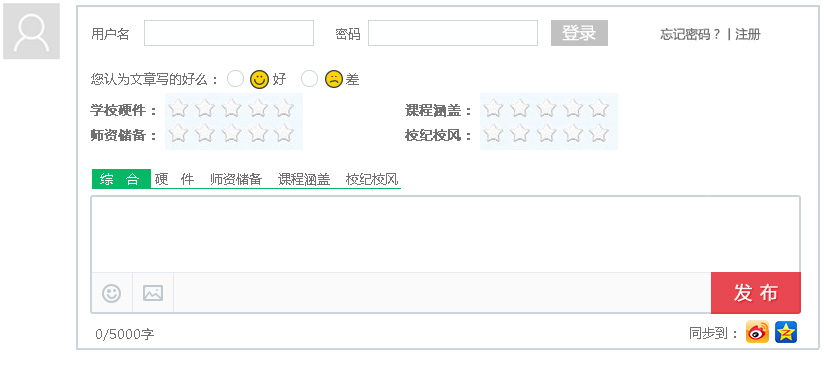 用户名 密码 登录 忘记密码？ | 注册
您认为文章写的好么： 好 差
学校硬件： 课程涵盖：
师资储备： 校纪校风：
综 合 硬 件 师资储备 课程涵盖 校纪校风
发 布
0/5000字 同步到：